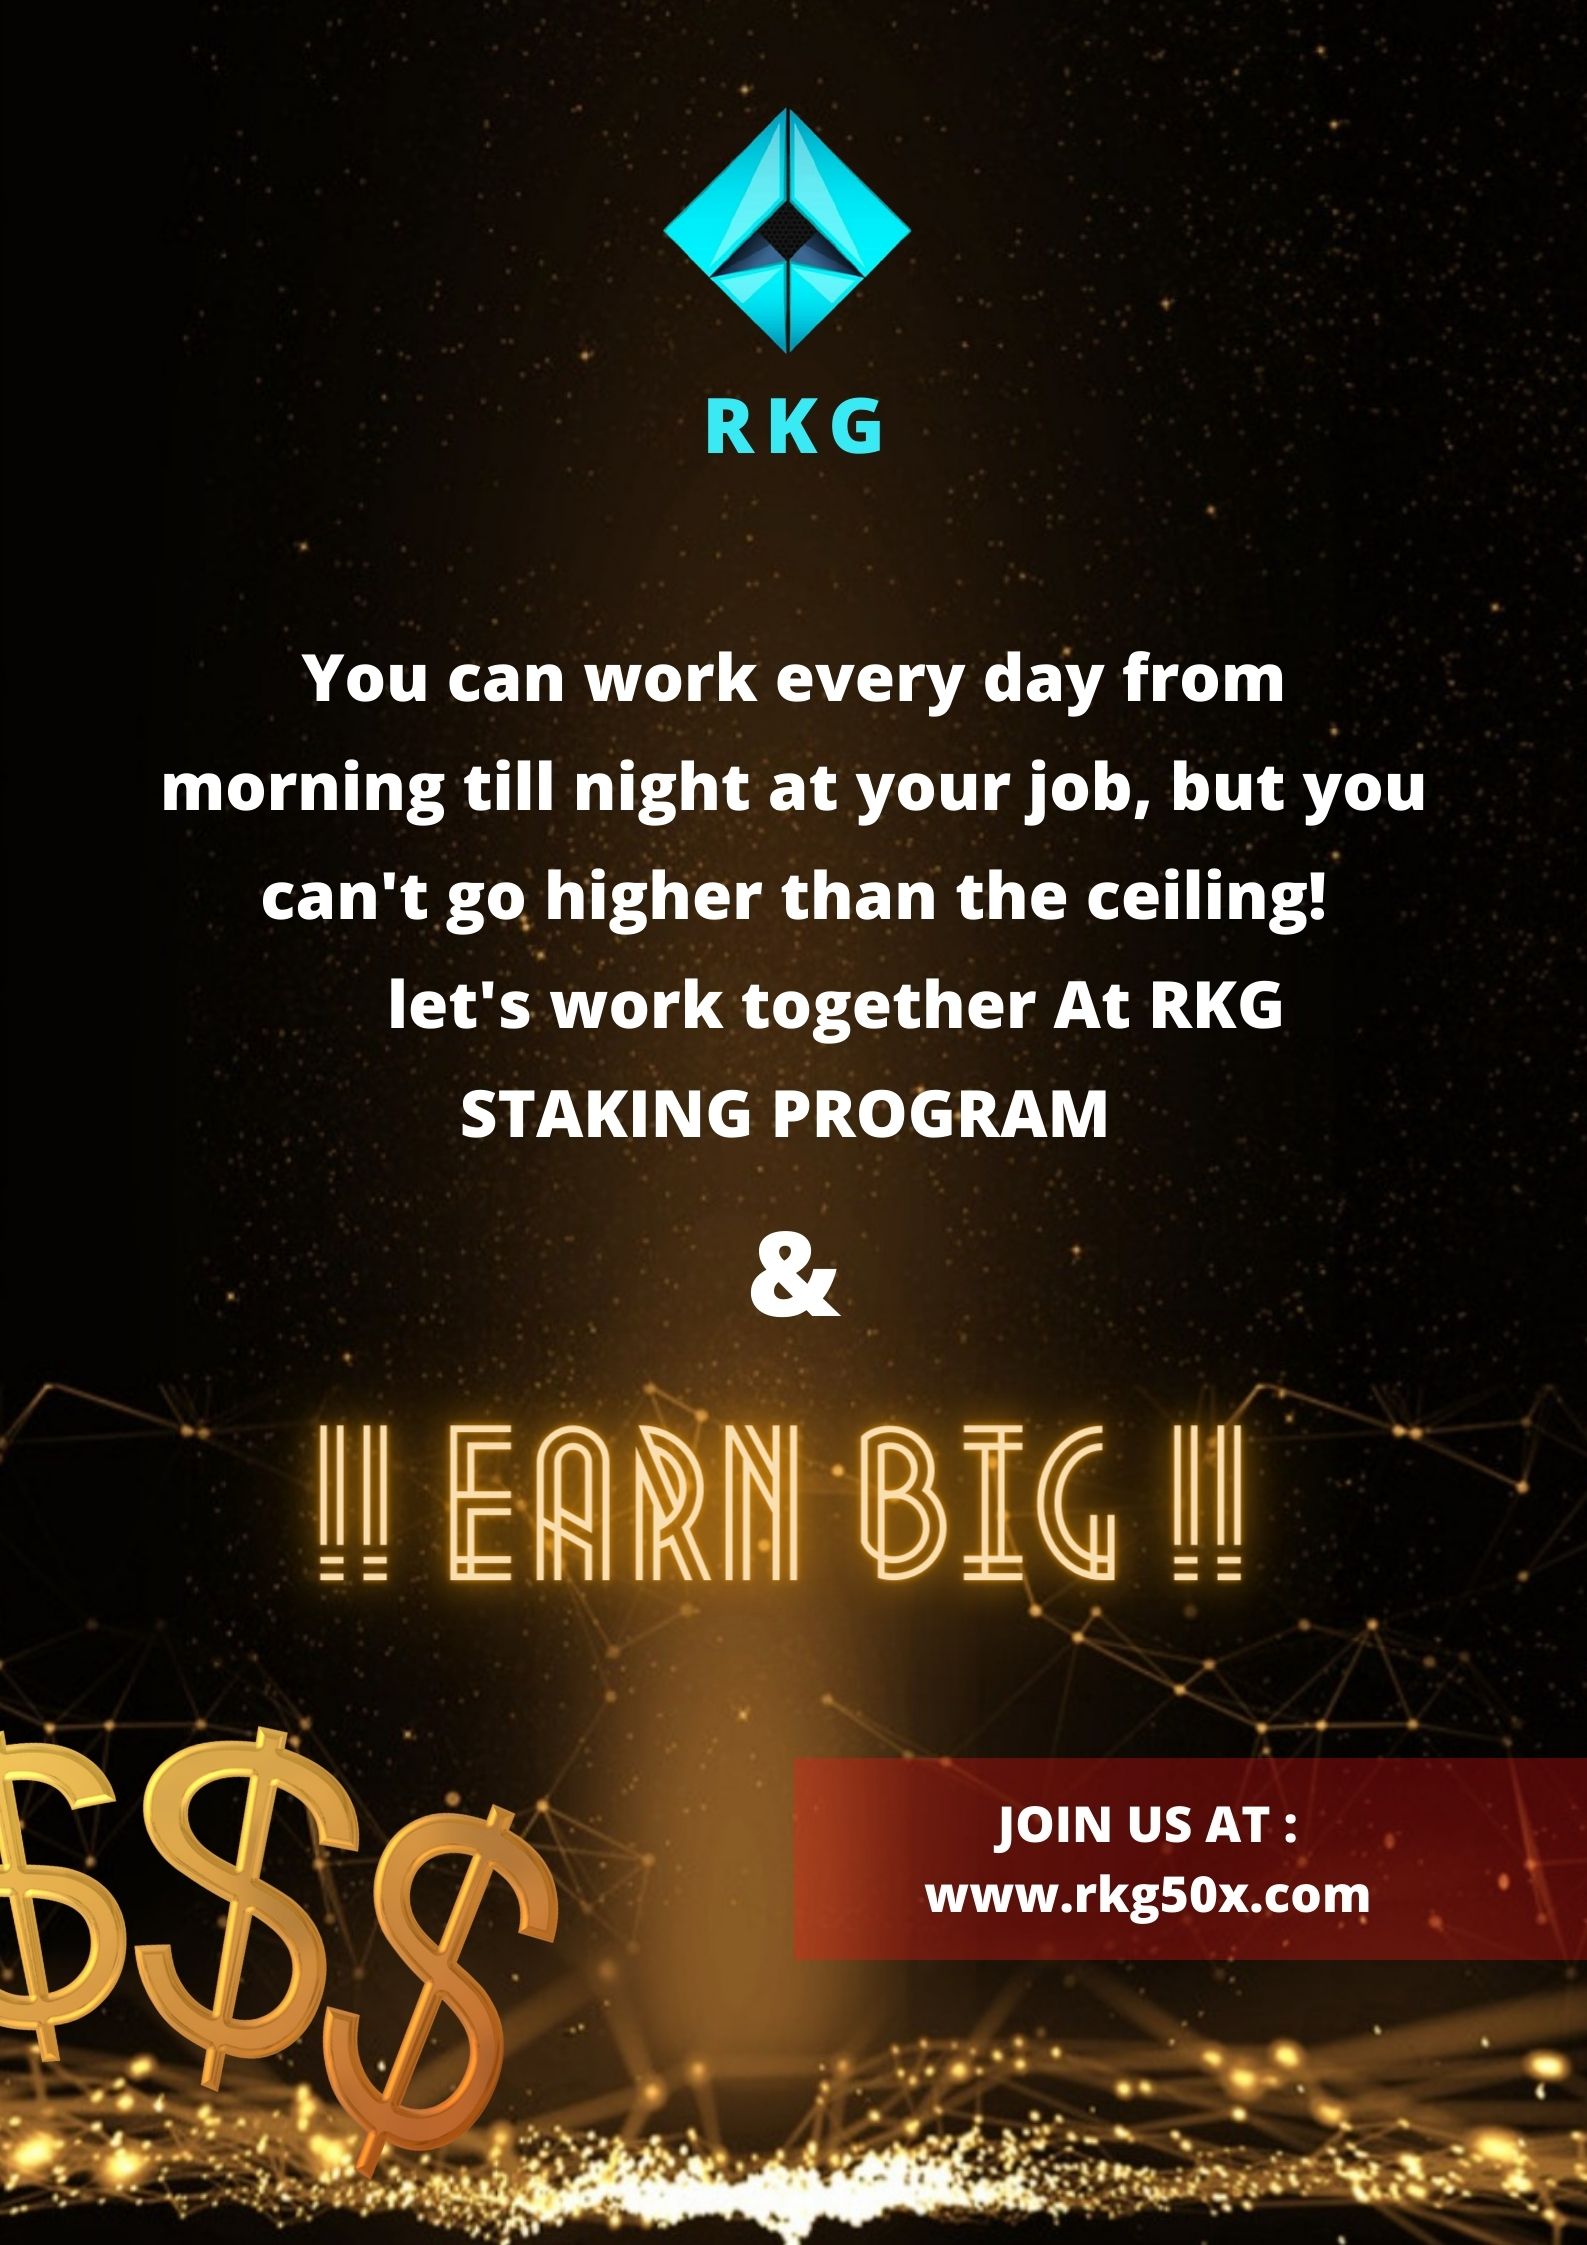 RKG
You can work every day from
morning till night at your job, but you
can't go higher than the ceiling!
let's work together At RKG
STAKING PROGRAM
&
!! EARN BIG !!
$$$
JOIN US AT :
www.rkg50x.com